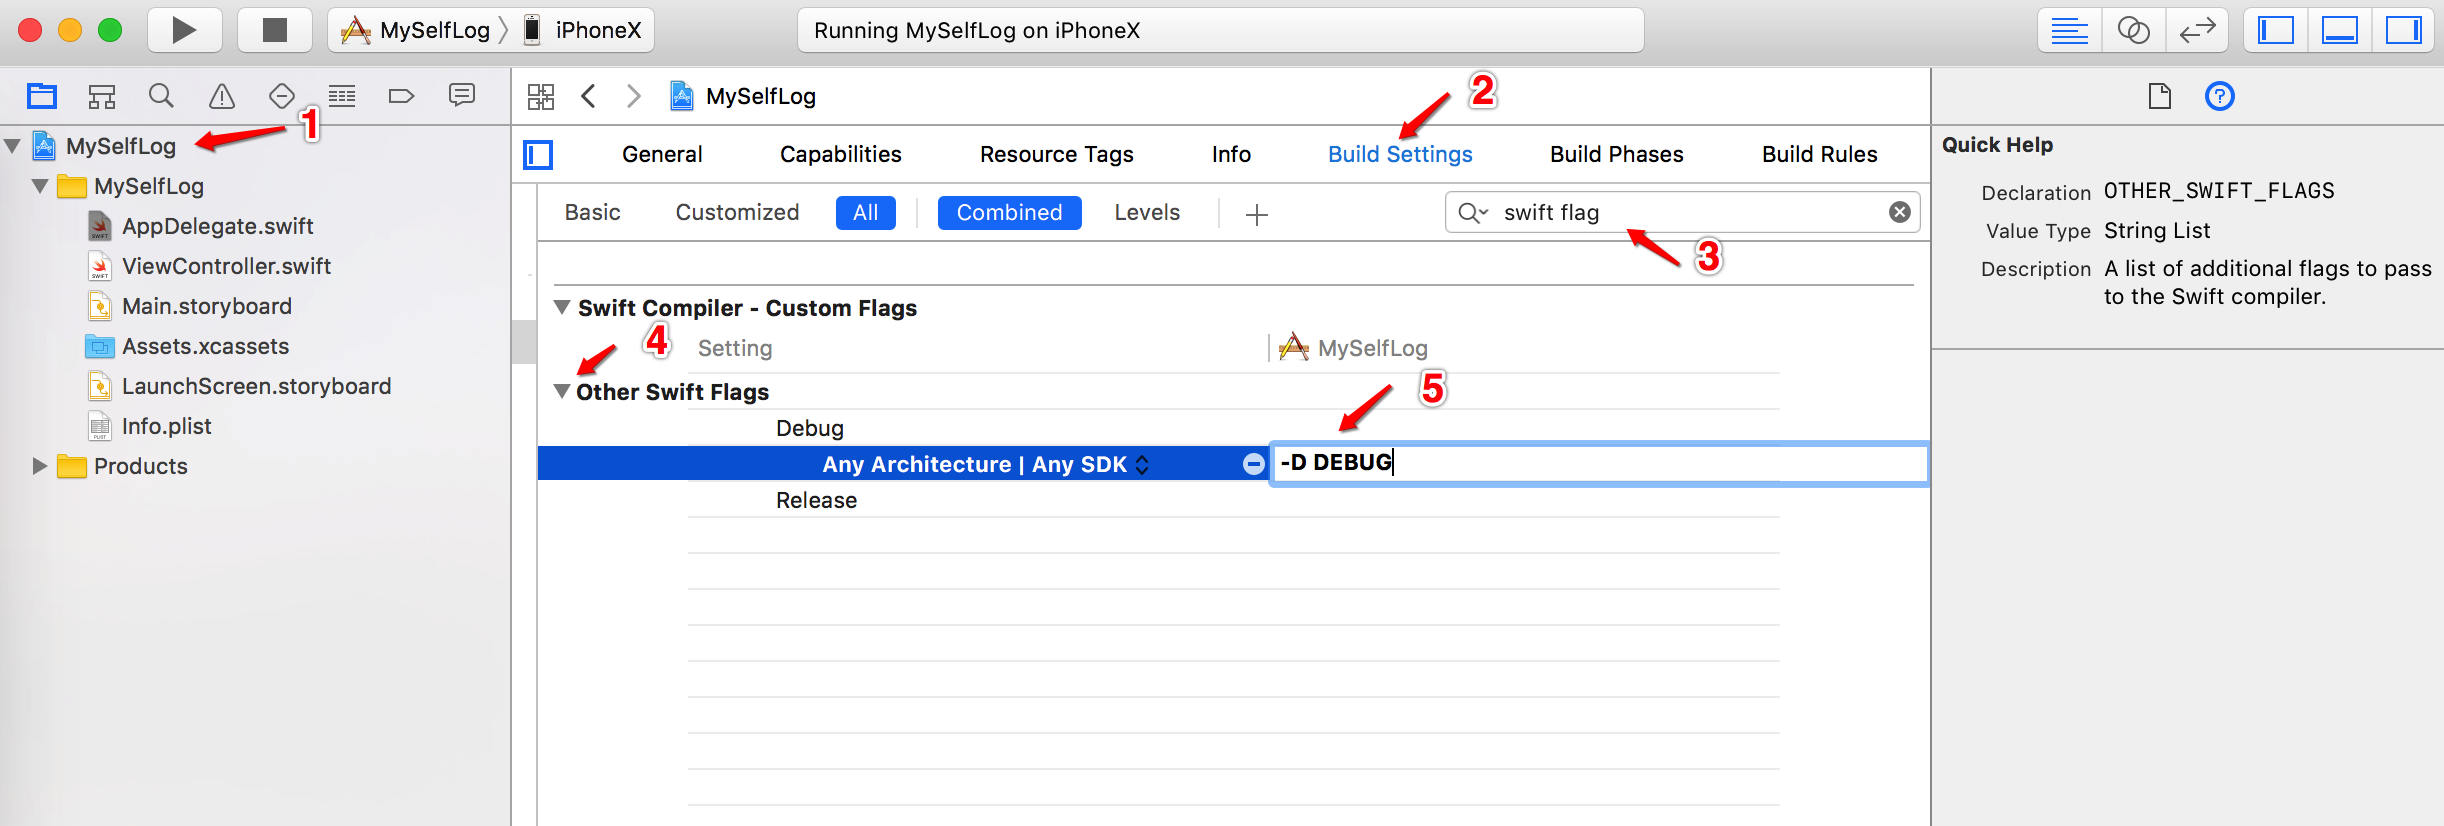 MySelfLog
iPhoneX
Running MySelfLog on iPhoneX
1
MySelfLog
MySelfLog
AppDelegate.swift
ViewController.swift
Main.storyboard
Assets.xcassets
LaunchScreen.storyboard
Info.plist
Products
MySelfLog
2
General Capabilities Resource Tags Info Build Settings Build Phases Build Rules
Basic Customized All Combined Levels + swift flag
3
Swift Compiler - Custom Flags
4
Setting MySelfLog
Other Swift Flags
5
Debug
Any Architecture | Any SDK -D DEBUG
Release
Quick Help
Declaration OTHER_SWIFT_FLAGS
Value Type String List
Description A list of additional flags to pass
to the Swift compiler.